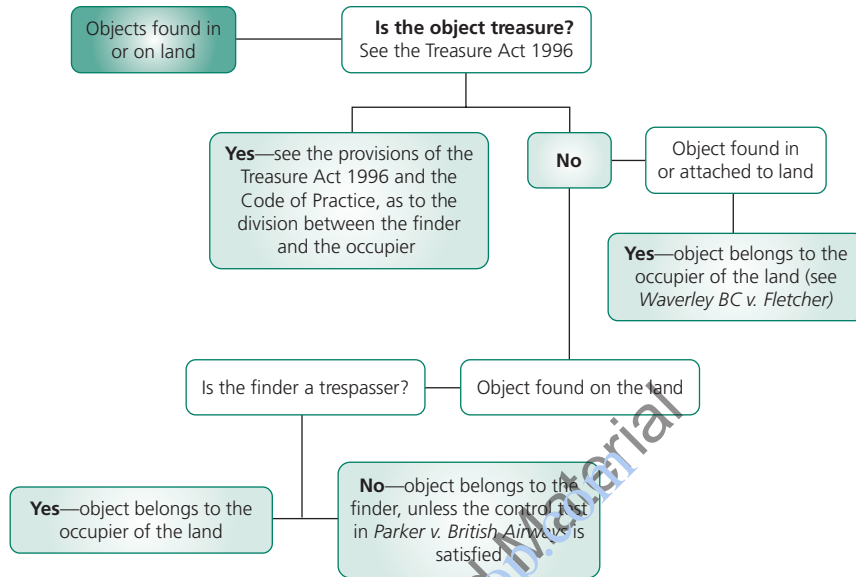 Objects found in
or on land
Is the object treasure?
See the Treasure Act 1996
Yes—see the provisions of the
Treasure Act 1996 and the
Code of Practice, as to the
division between the finder
and the occupier
No
Object found in
or attached to land
Yes—object belongs to the
occupier of the land (see
Waverley BC v. Fletcher)
Is the finder a trespasser?
Object found on the land
Yes—object belongs to the
occupier of the land
No—object belongs to the
finder, unless the control test
in Parker v. British Airways is
satisfied
Material
.com